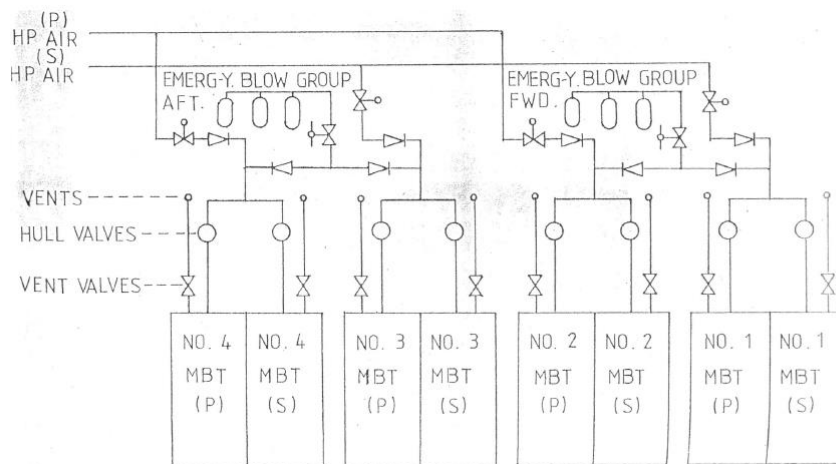 (P)
HP AIR
(S)
HP AIR
EMERG-Y. BLOW GROUP
AFT.
EMERG-Y. BLOW GROUP
FWD.
VENTS
HULL VALVES
VENT VALVES
NO. 4
MBT
(P)
NO. 4
MBT
(S)
NO. 3
MBT
(P)
NO. 3
MBT
(S)
NO. 2
MBT
(P)
NO. 2
MBT
(S)
NO. 1
MBT
(P)
NO. 1
MBT
(S)